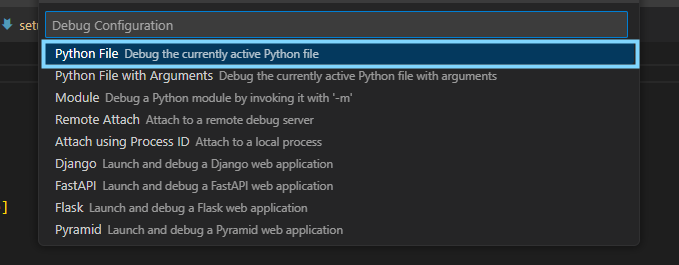 setu
Debug Configuration
Python File Debug the currently active Python file
Python File with Arguments Debug the currently active Python file with arguments
Module Debug a Python module by invoking it with '-m'
Remote Attach Attach to a remote debug server
Attach using Process ID Attach to a local process
Django Launch and debug a Django web application
FastAPI Launch and debug a FastAPI web application
Flask Launch and debug a Flask web application
]
Pyramid Launch and debug a Pyramid web application